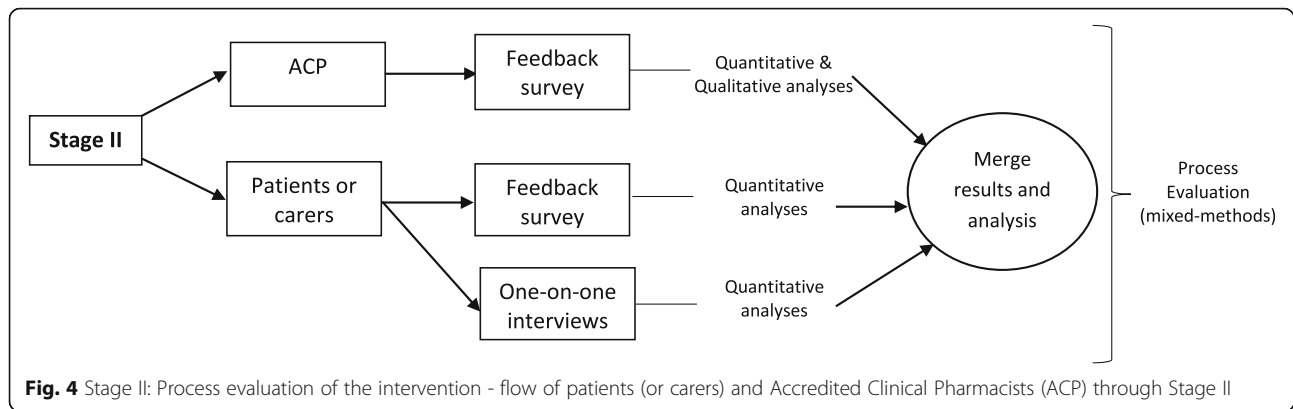 Stage II
ACP
Feedback
survey
Quantitative &
Qualitative analyses
Patients or
carers
Feedback
survey
Quantitative
analyses
One-on-one
interviews
Quantitative
analyses
Merge
results and
analysis
Process
Evaluation
(mixed-methods)
Fig. 4 Stage II: Process evaluation of the intervention - flow of patients (or carers) and Accredited Clinical Pharmacists (ACP) through Stage II